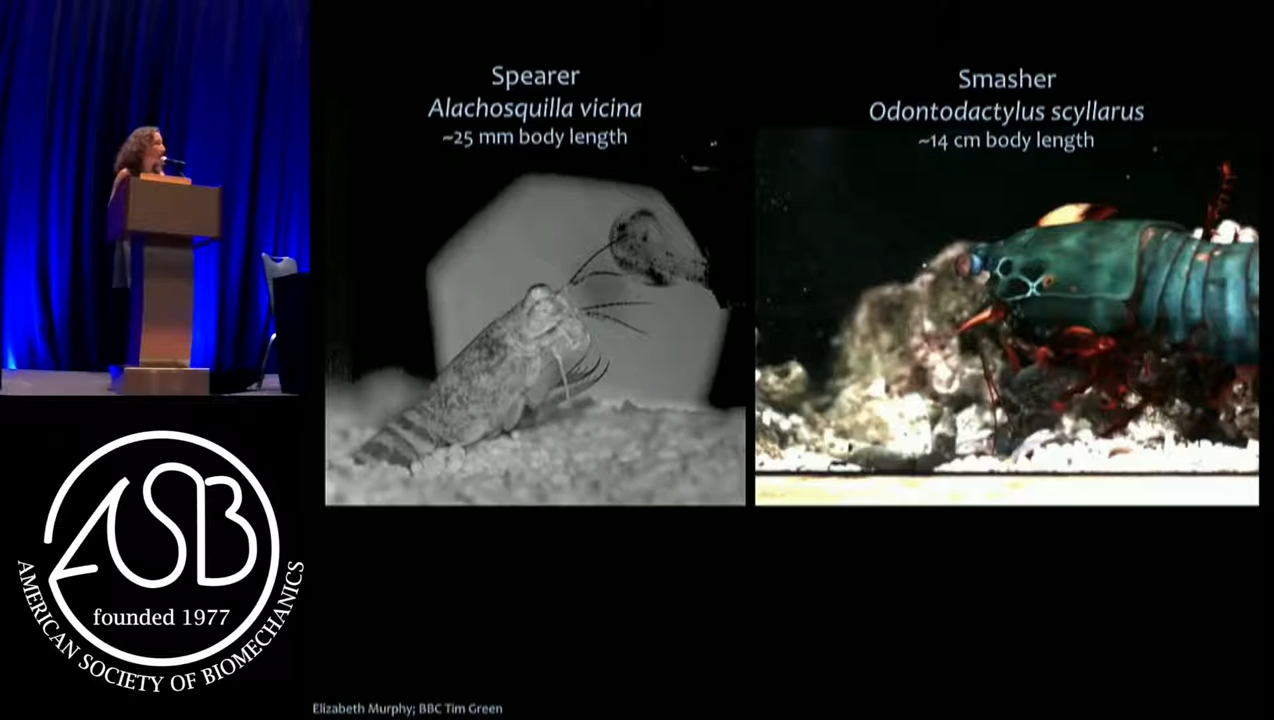 Spearer
Alachosquilla vicina
~25 mm body length
Smasher
Odontodactylus scyllarus
~14 cm body length
ASB
founded 1977
AMERICAN SOCIETY OF BIOMECHANICS
Elizabeth Murphy; BBC Tim Green